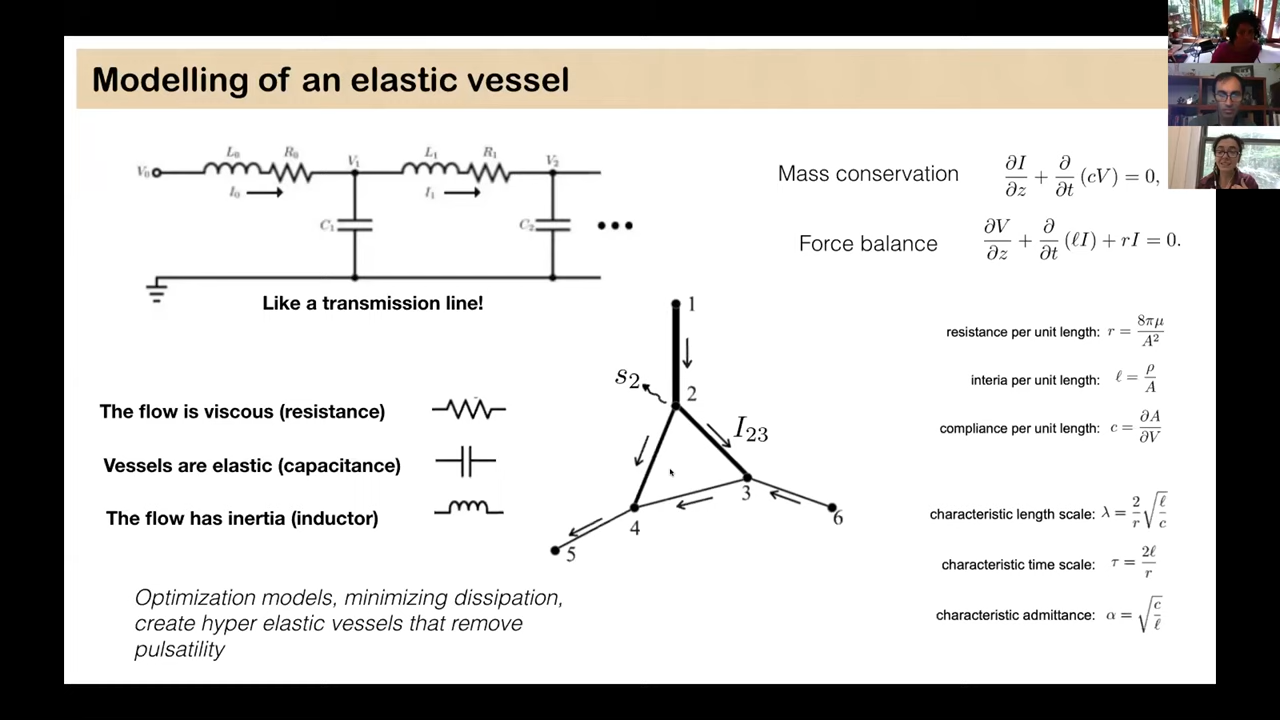 Modelling of an elastic vessel
L₀ R₀ V₁ L₁ R₁ V₂
V₀
I₀ I₁
C₁ C₂
Like a transmission line!
Mass conservation ∂I/∂z + ∂/∂t (cV) = 0,
Force balance ∂V/∂z + ∂/∂t (ℓI) + rI = 0.
1
s₂
2
I₂₃
3
4
5
6
The flow is viscous (resistance)
Vessels are elastic (capacitance)
The flow has inertia (inductor)
Optimization models, minimizing dissipation,
create hyper elastic vessels that remove
pulsatility
resistance per unit length: r = 8πμ/A²
interia per unit length: ℓ = ρ/A
compliance per unit length: c = ∂A/∂V
characteristic length scale: λ = 2/r √(ℓ/c)
characteristic time scale: τ = 2ℓ/r
characteristic admittance: α = √(c/ℓ)